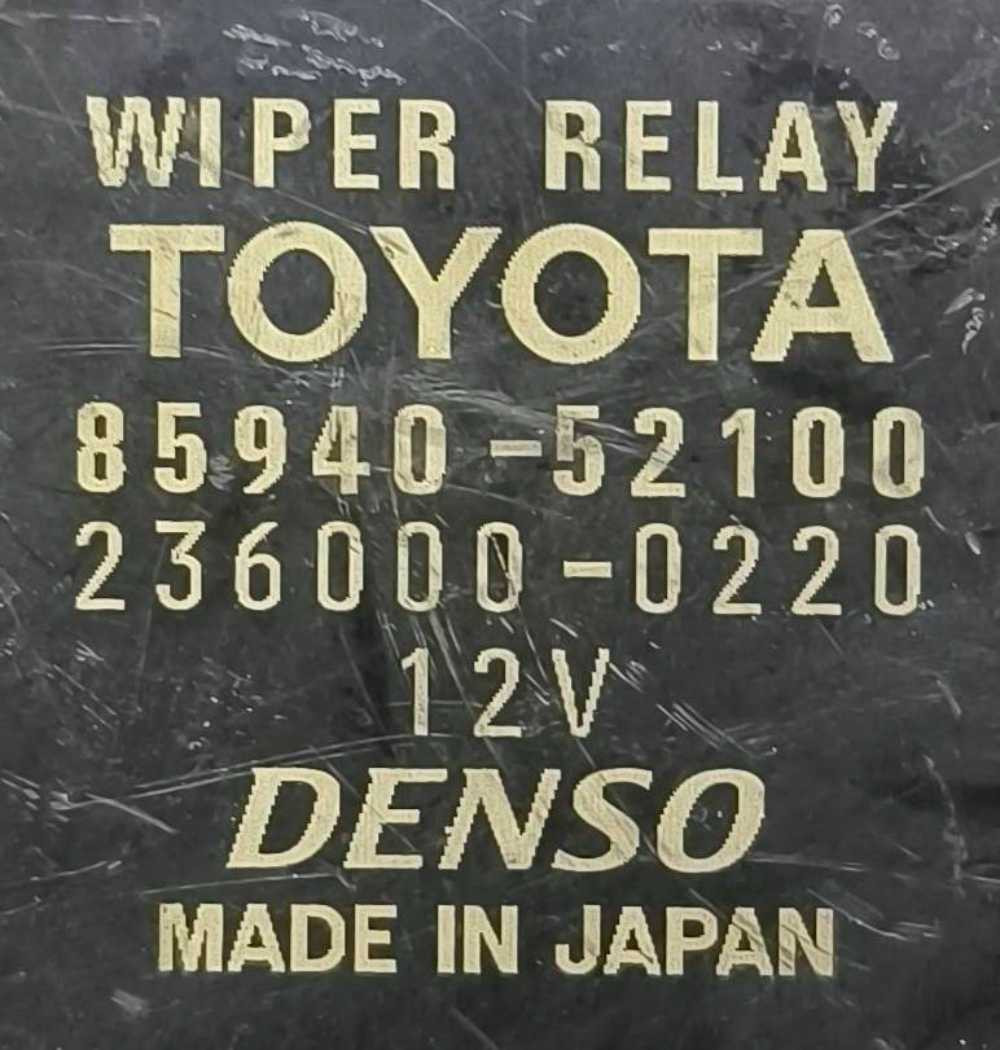 WIPER RELAY
TOYOTA
85940-52100
236000-0220
12V
DENSO
MADE IN JAPAN